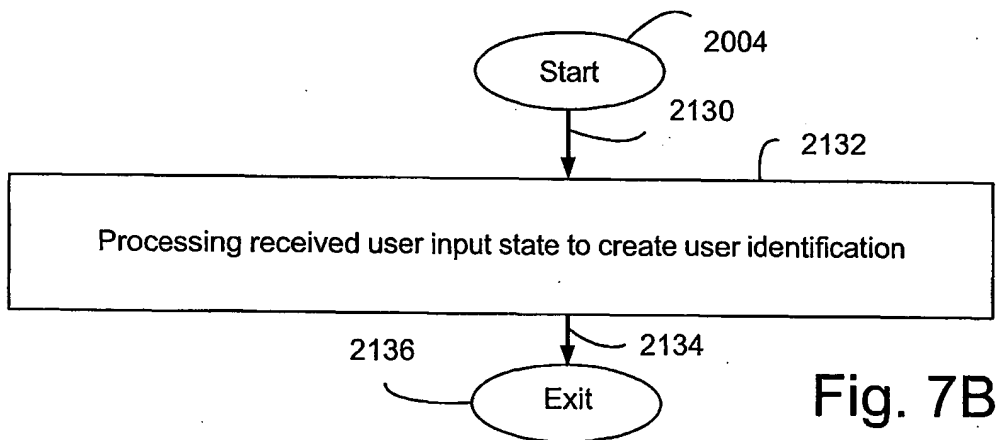 2004
Start
2130
2132
Processing received user input state to create user identification
2134
2136
Exit
Fig. 7B